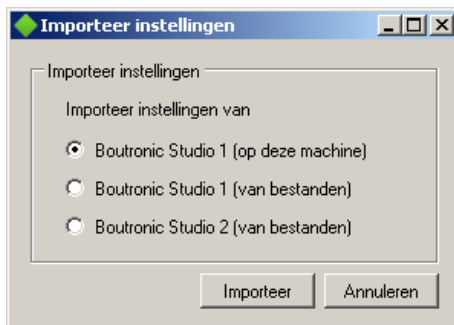 Importeer instellingen
Importeer instellingen
Importeer instellingen van
Boutronic Studio 1 (op deze machine)
Boutronic Studio 1 (van bestanden)
Boutronic Studio 2 (van bestanden)
Importeer Annuleren